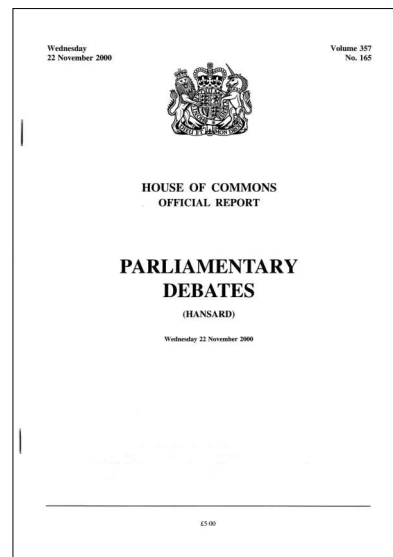 Wednesday
22 November 2000
Volume 357
No. 165
HOUSE OF COMMONS
OFFICIAL REPORT
PARLIAMENTARY
DEBATES
(HANSARD)
Wednesday 22 November 2000
£5·00